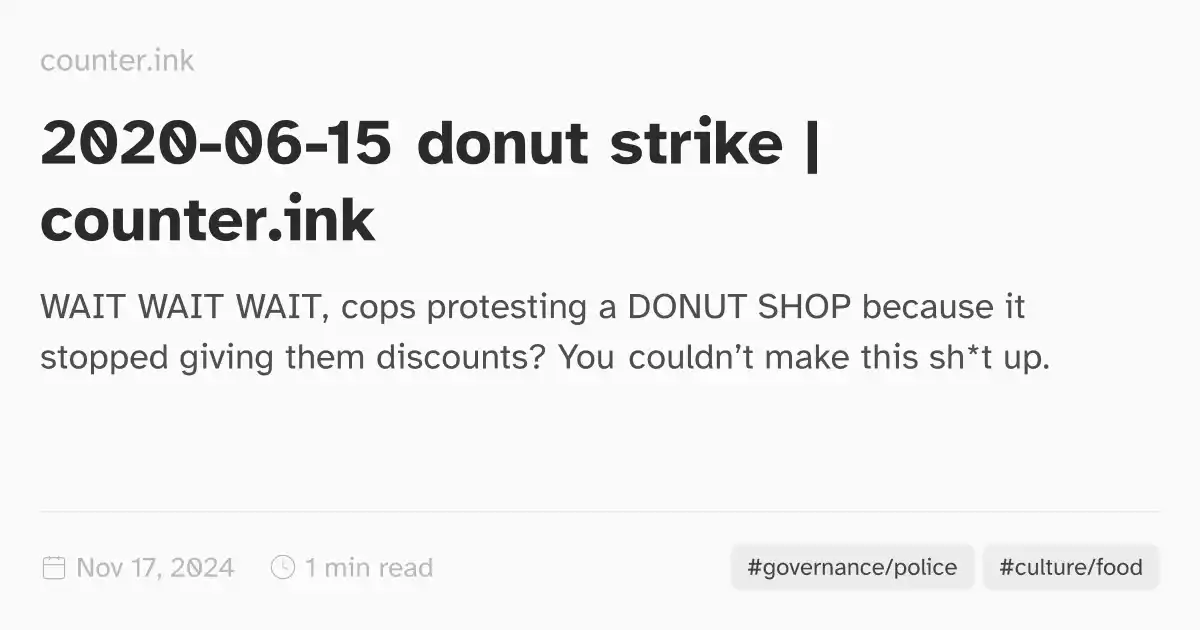 counter.ink
2020-06-15 donut strike |
counter.ink
WAIT WAIT WAIT, cops protesting a DONUT SHOP because it
stopped giving them discounts? You couldn’t make this sh*t up.
Nov 17, 2024 1 min read #governance/police #culture/food